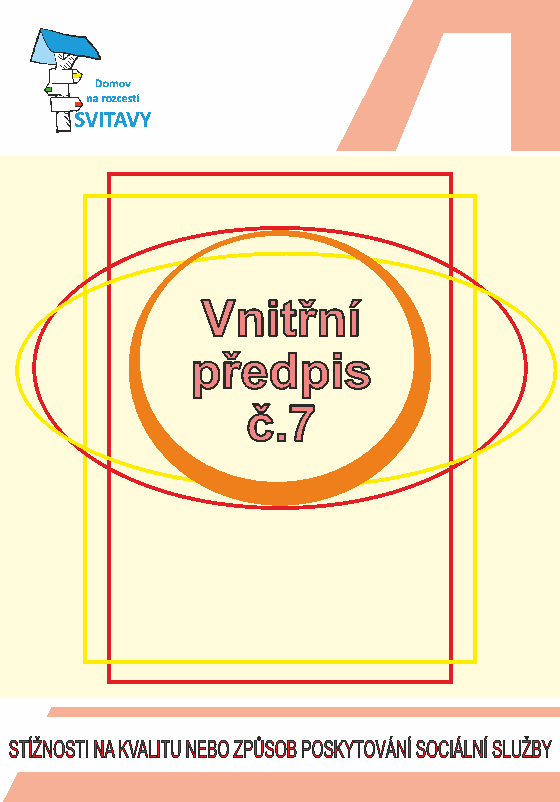 Domov
na rozcestí
SVITAVY
Vnitřní
předpis
č.7
STÍŽNOSTI NA KVALITU NEBO ZPŮSOB POSKYTOVÁNÍ SOCIÁLNÍ SLUŽBY